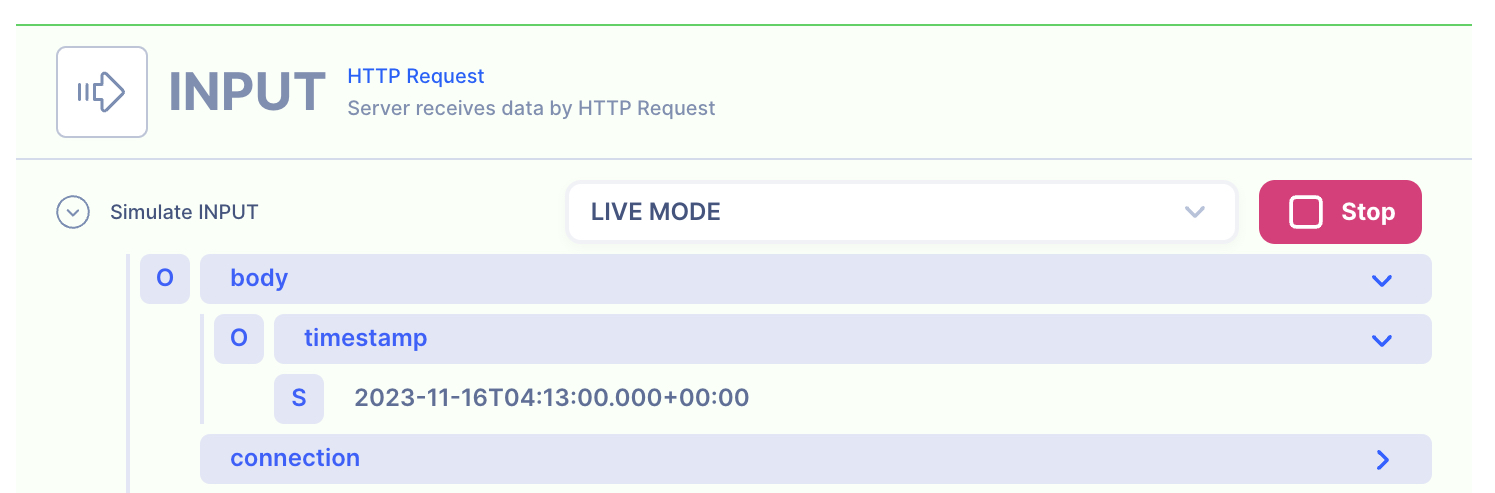 INPUT
HTTP Request
Server receives data by HTTP Request
Simulate INPUT
LIVE MODE
Stop
O body
O timestamp
S 2023-11-16T04:13:00.000+00:00
connection